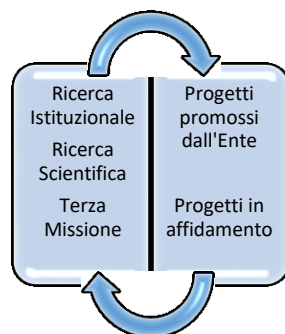 Ricerca
Istituzionale
Ricerca
Scientifica
Terza
Missione
Progetti
promossi
dall'Ente
Progetti in
affidamento